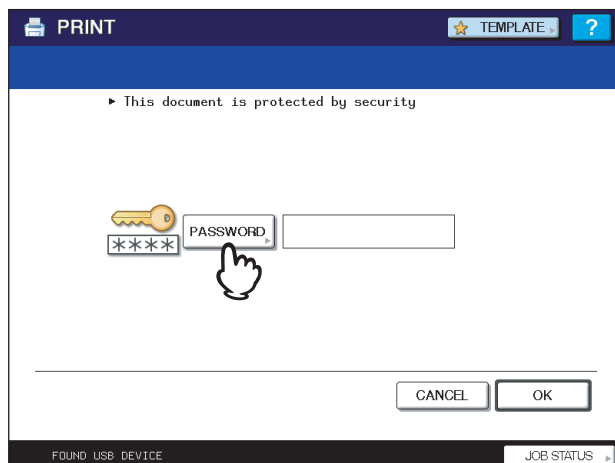 PRINT
TEMPLATE
?
This document is protected by security
****
PASSWORD
CANCEL
OK
FOUND USB DEVICE
JOB STATUS